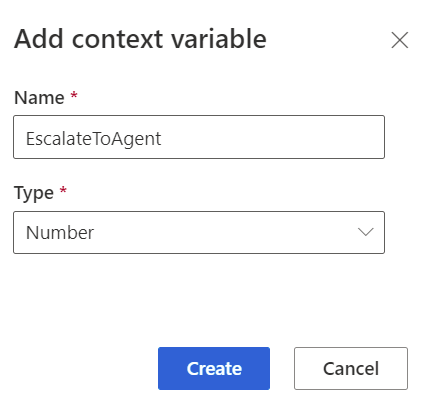 Add context variable
Name *
EscalateToAgent
Type *
Number
Create Cancel